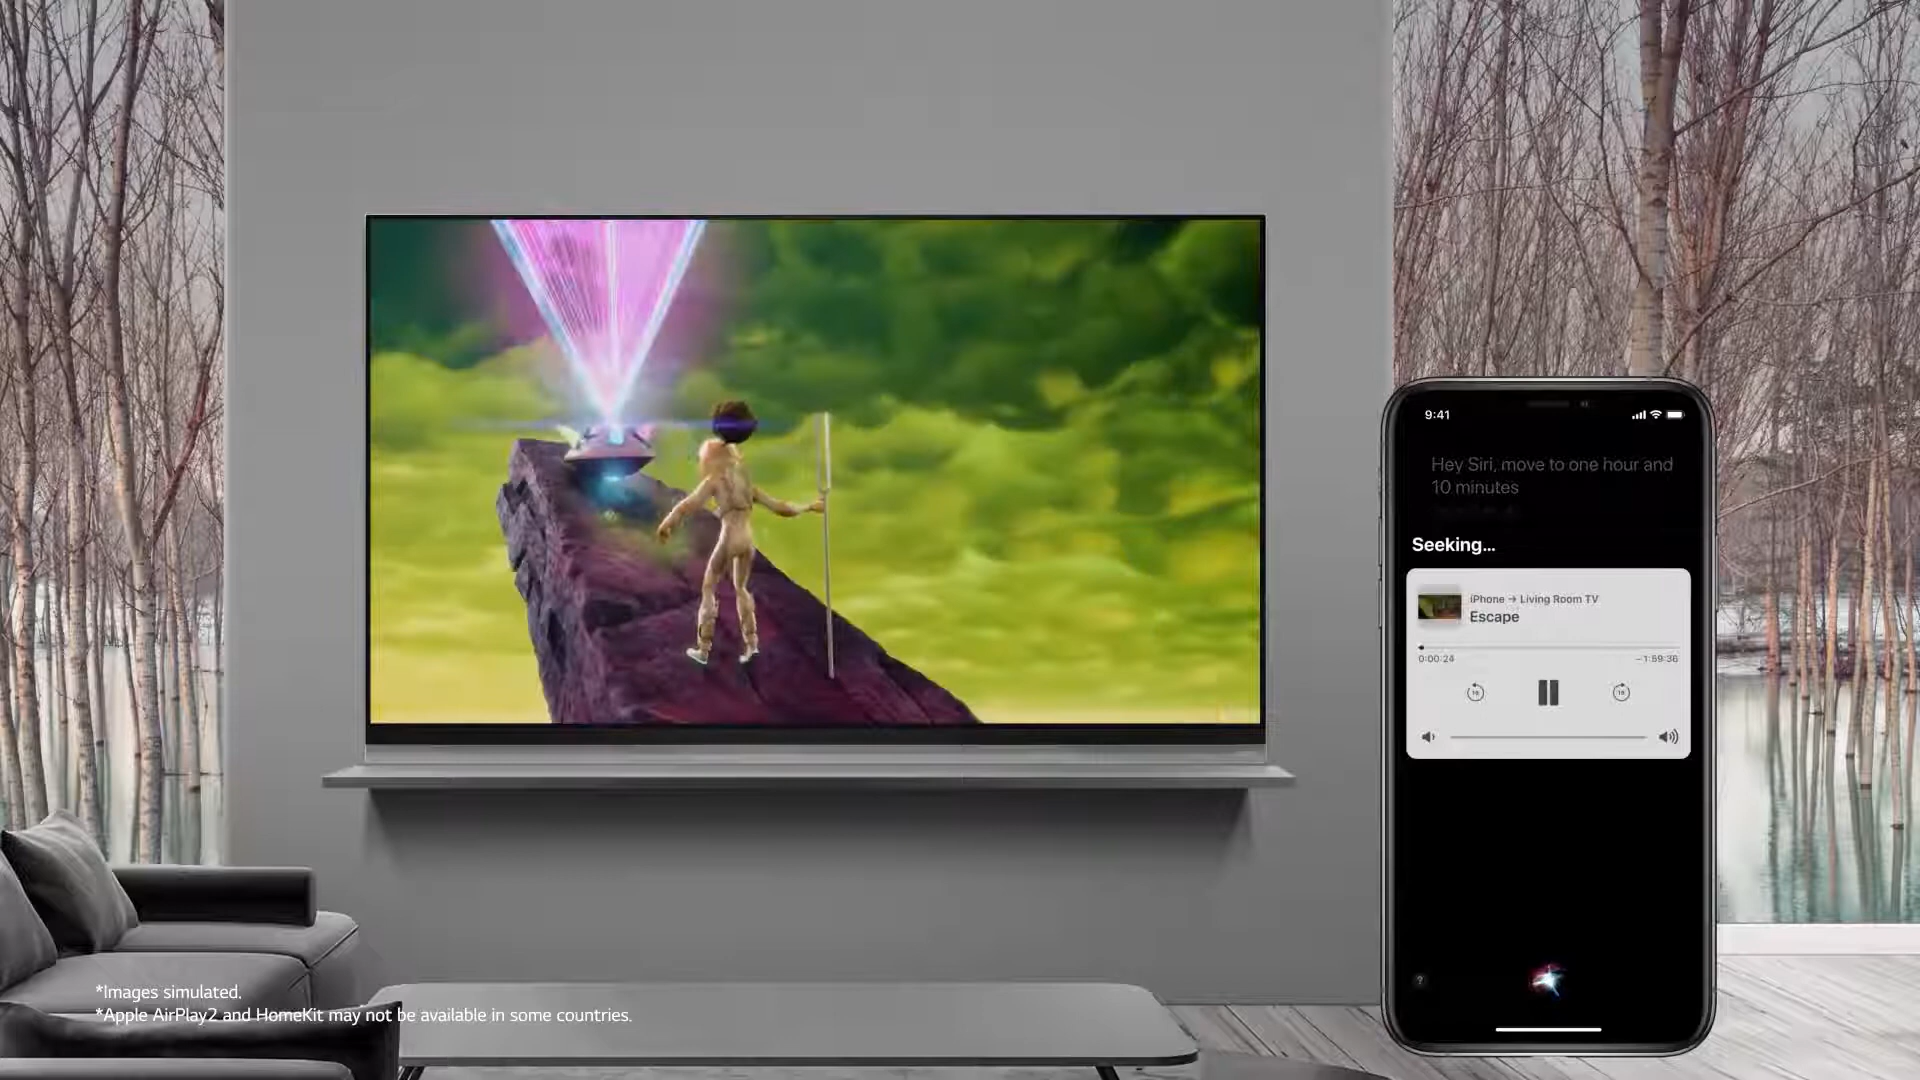 9:41
Hey Siri, move to one hour and
10 minutes
Seeking...
iPhone → Living Room TV
Escape
0:00:24
-1:59:36
?
*Images simulated.
*Apple AirPlay2 and HomeKit may not be available in some countries.